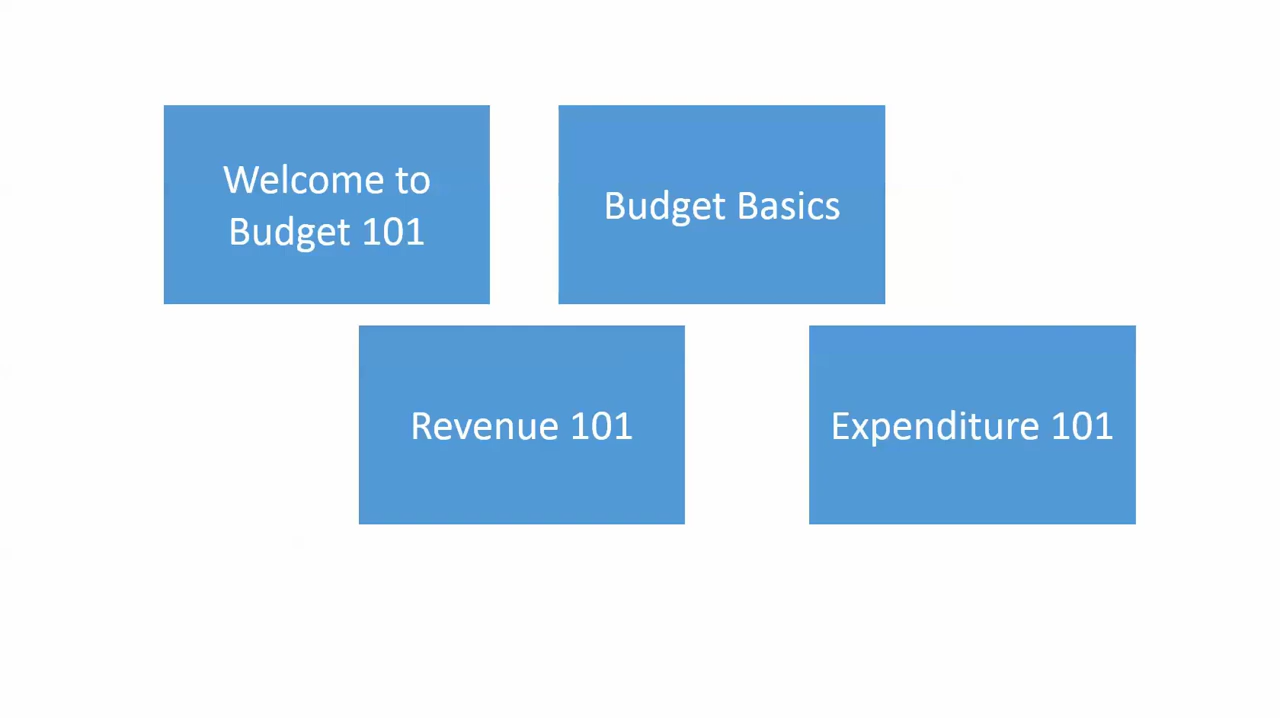 Welcome to
Budget 101
Budget Basics
Revenue 101
Expenditure 101